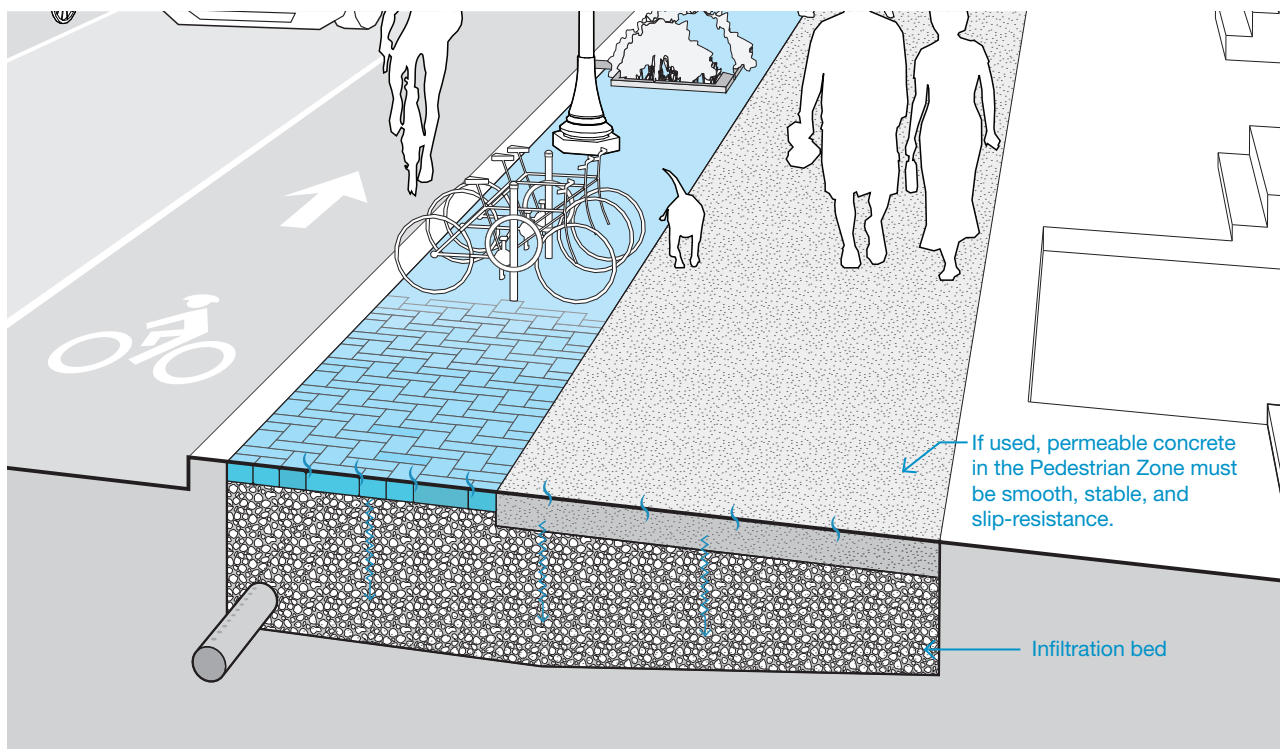 If used, permeable concrete
in the Pedestrian Zone must
be smooth, stable, and
slip-resistance.
Infiltration bed